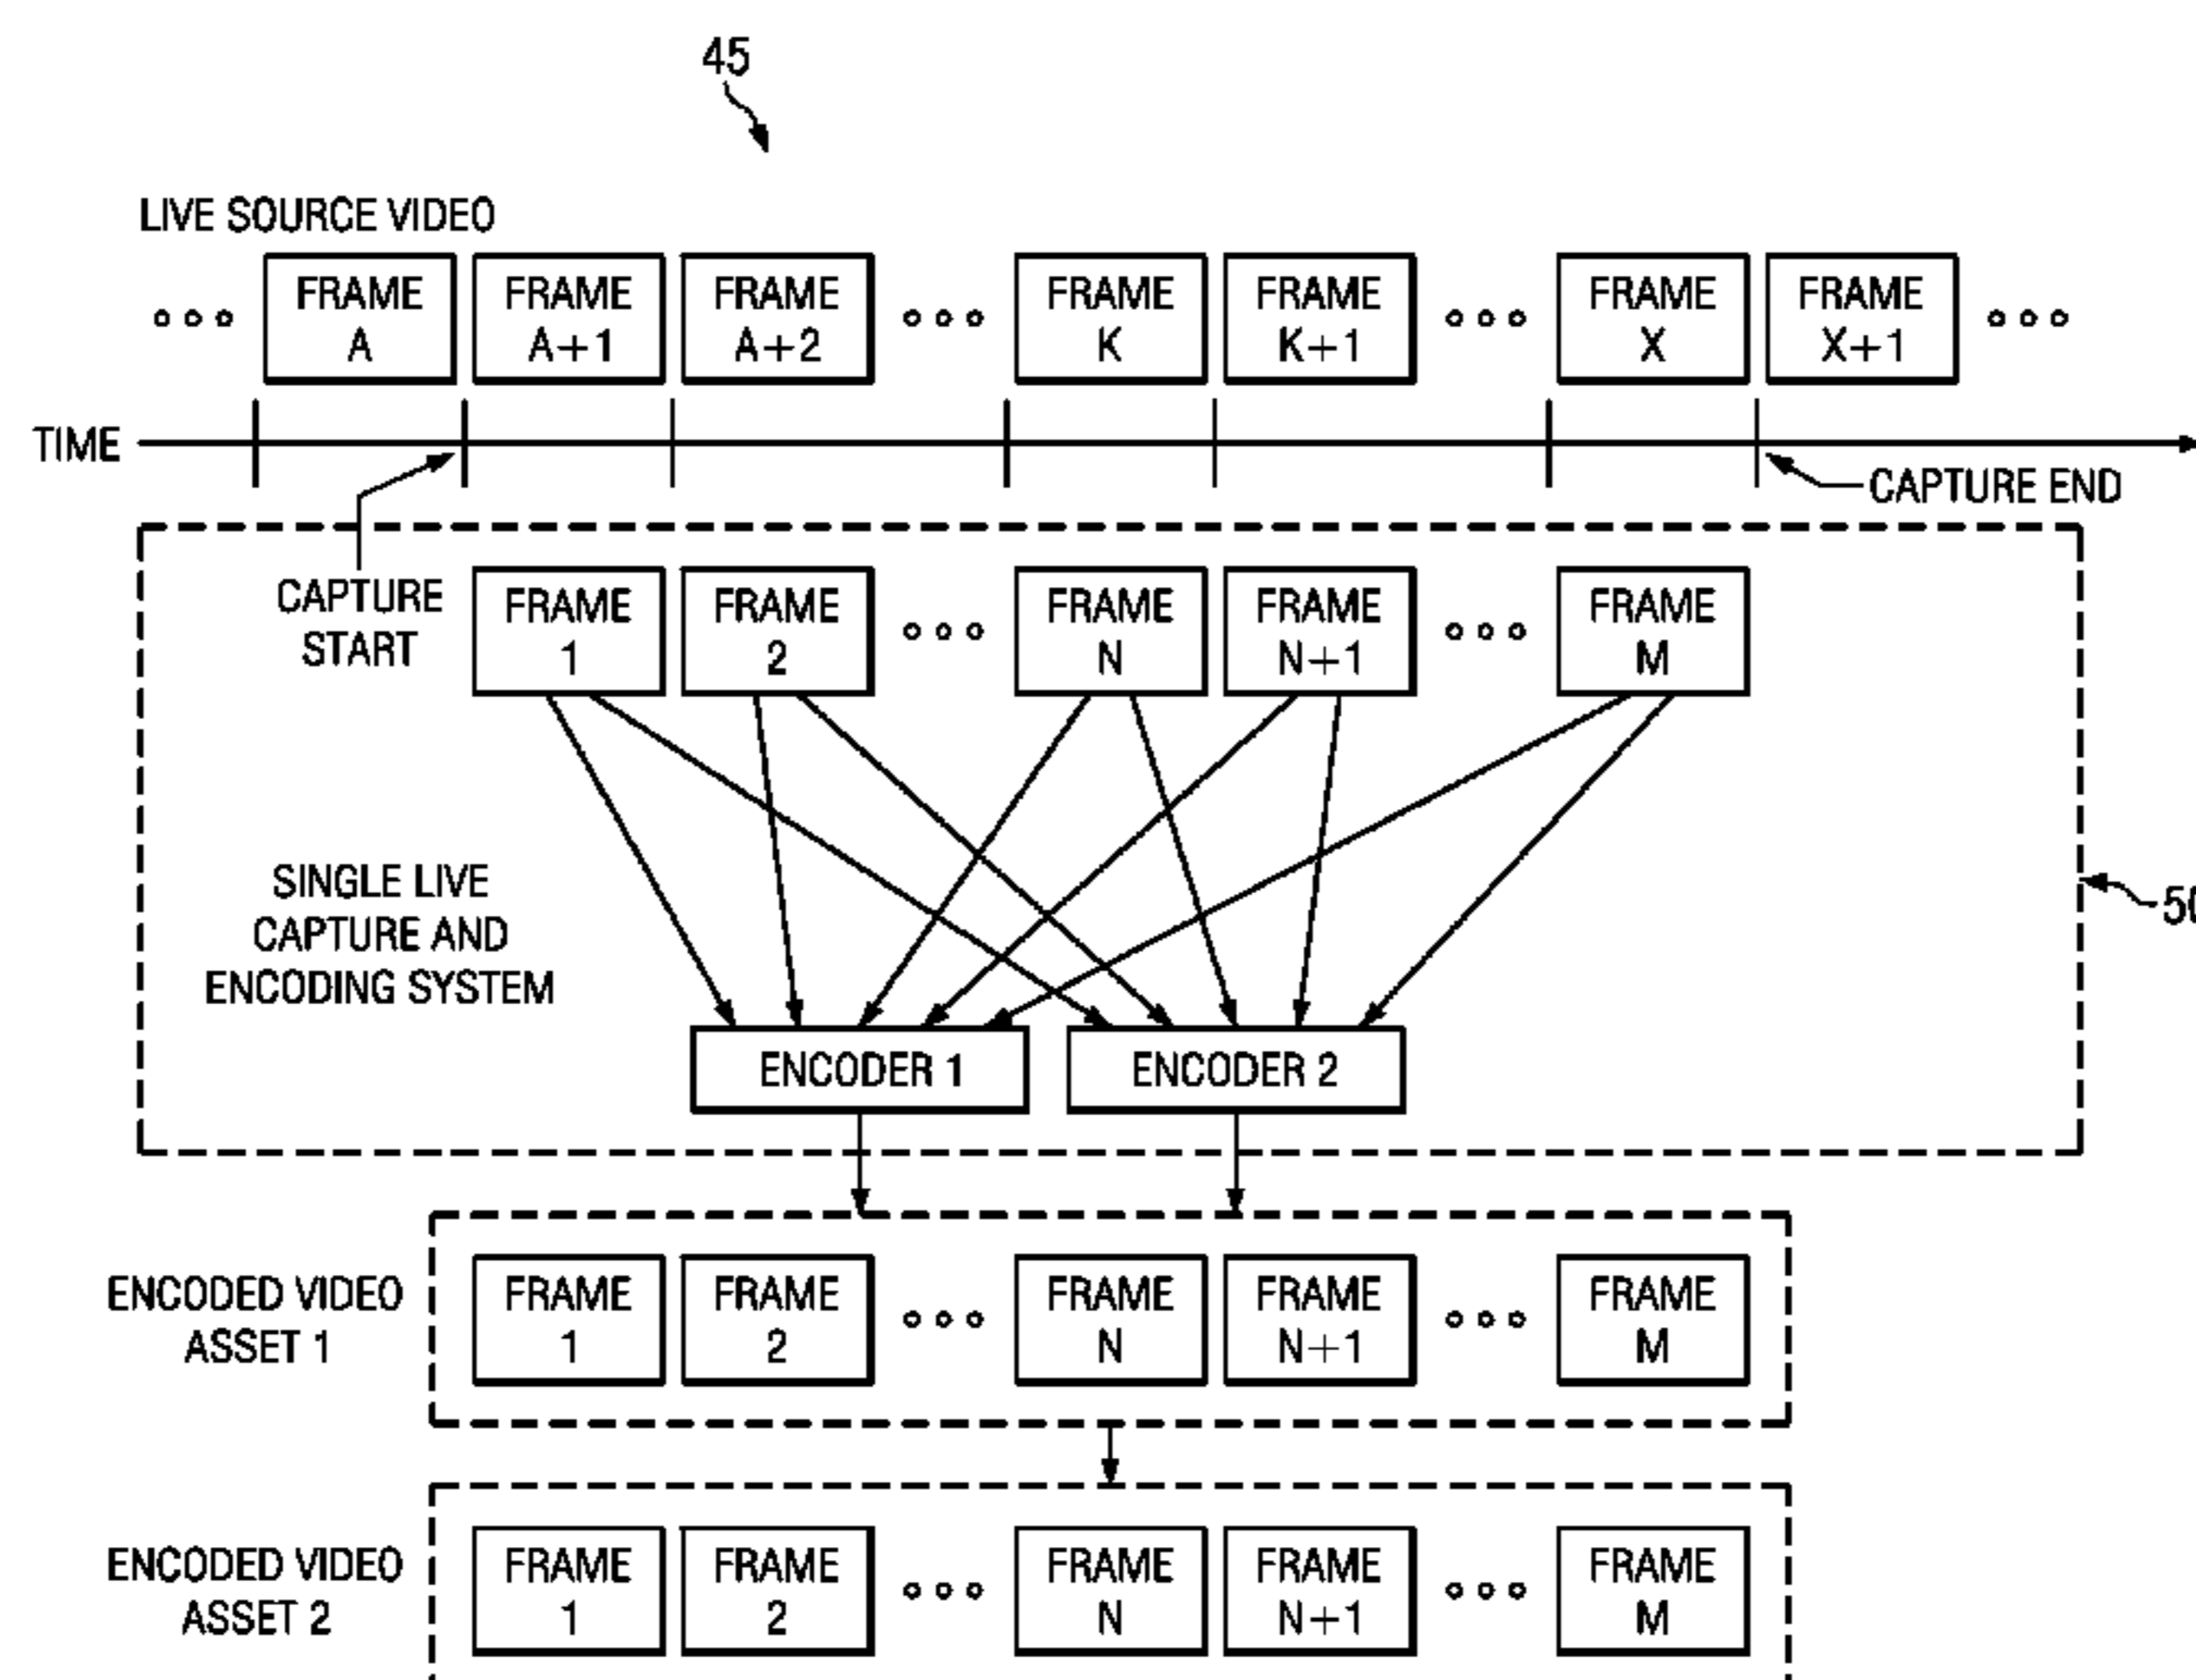 45
LIVE SOURCE VIDEO
FRAME A
FRAME A+1
FRAME A+2
FRAME K
FRAME K+1
FRAME X
FRAME X+1
TIME
CAPTURE END
CAPTURE
START
FRAME 1
FRAME 2
FRAME N
FRAME N+1
FRAME M
SINGLE LIVE
CAPTURE AND
ENCODING SYSTEM
50
ENCODER 1
ENCODER 2
ENCODED VIDEO
ASSET 1
FRAME 1
FRAME 2
FRAME N
FRAME N+1
FRAME M
ENCODED VIDEO
ASSET 2
FRAME 1
FRAME 2
FRAME N
FRAME N+1
FRAME M